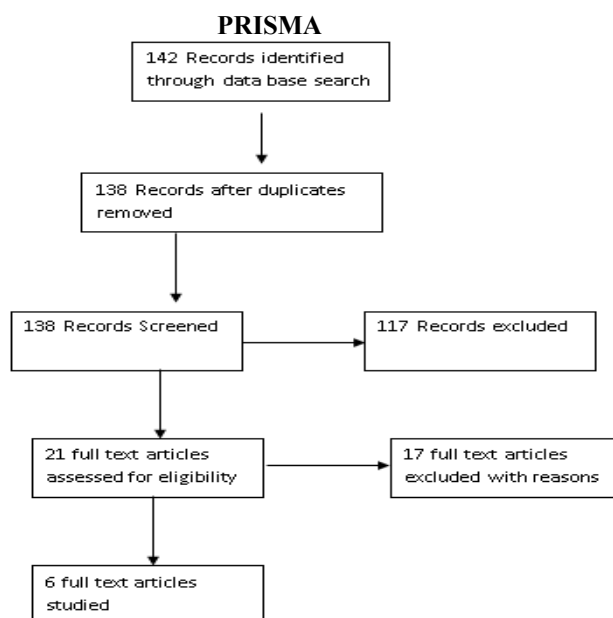 PRISMA
142 Records identified
through data base search
138 Records after duplicates
removed
138 Records Screened
117 Records excluded
21 full text articles
assessed for eligibility
17 full text articles
excluded with reasons
6 full text articles
studied